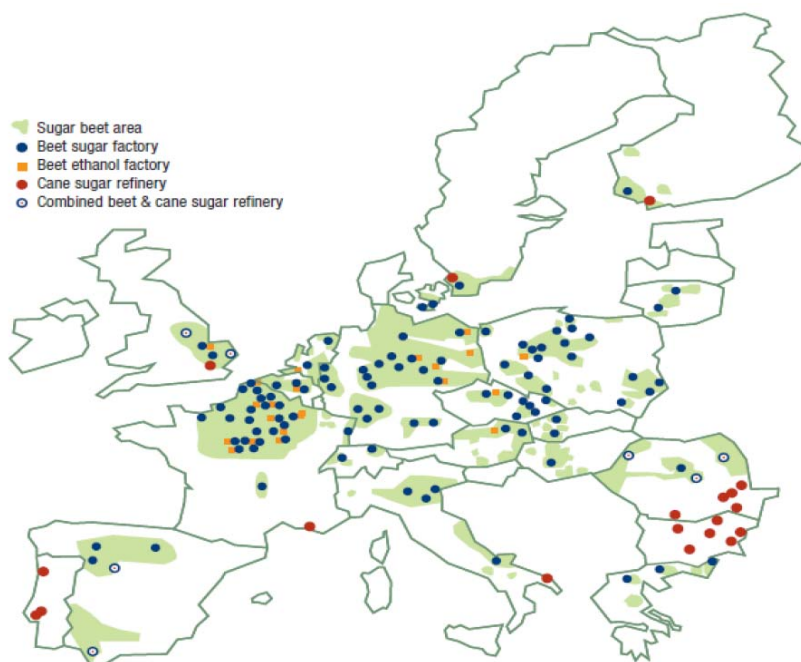 Sugar beet area
Beet sugar factory
Beet ethanol factory
Cane sugar refinery
Combined beet & cane sugar refinery